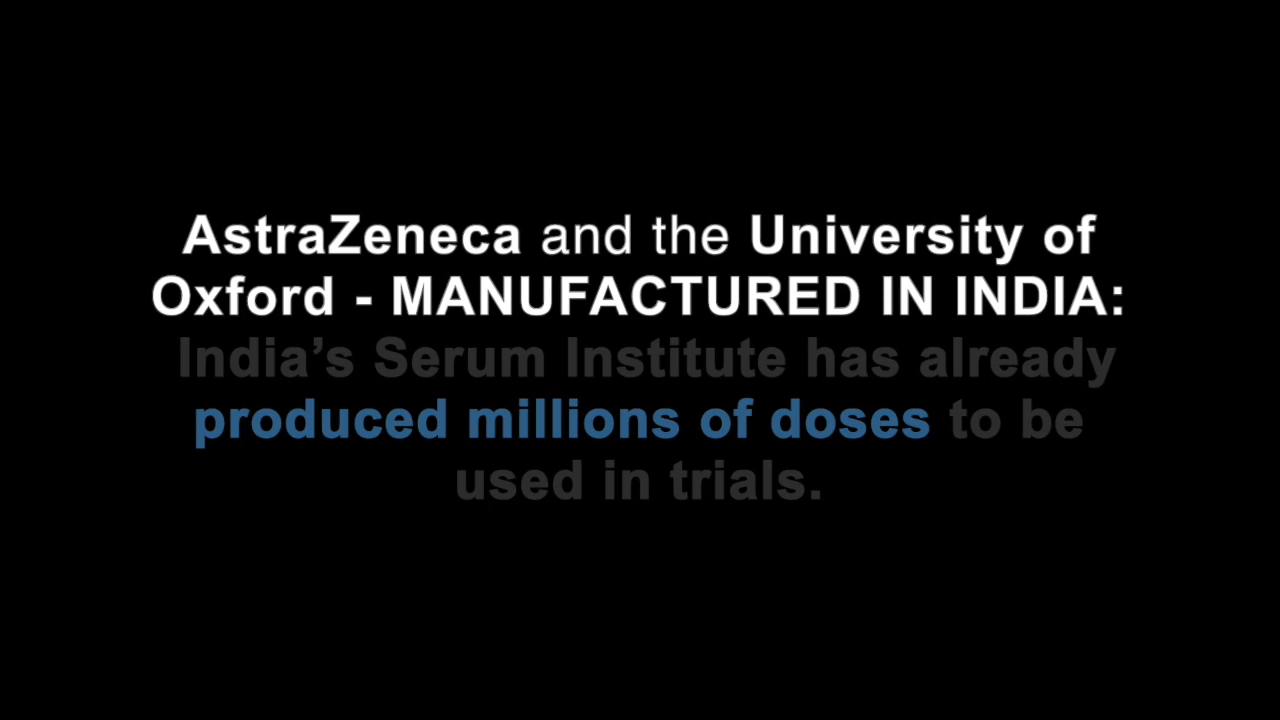 AstraZeneca and the University of
Oxford - MANUFACTURED IN INDIA:
India’s Serum Institute has already
produced millions of doses to be
used in trials.